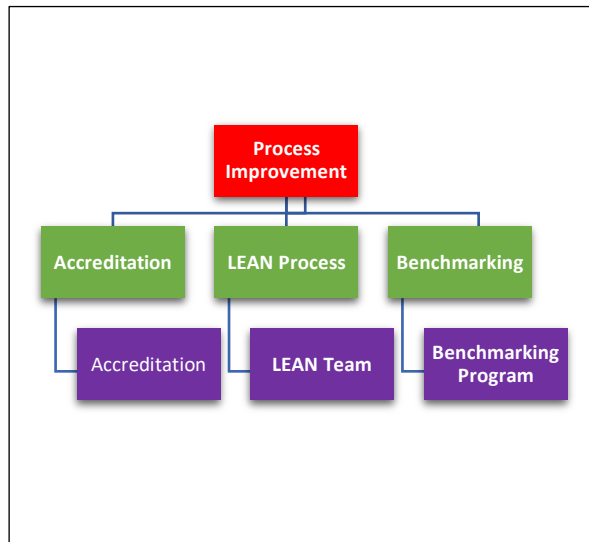 Process
Improvement
Accreditation
LEAN Process
Benchmarking
Accreditation
LEAN Team
Benchmarking
Program